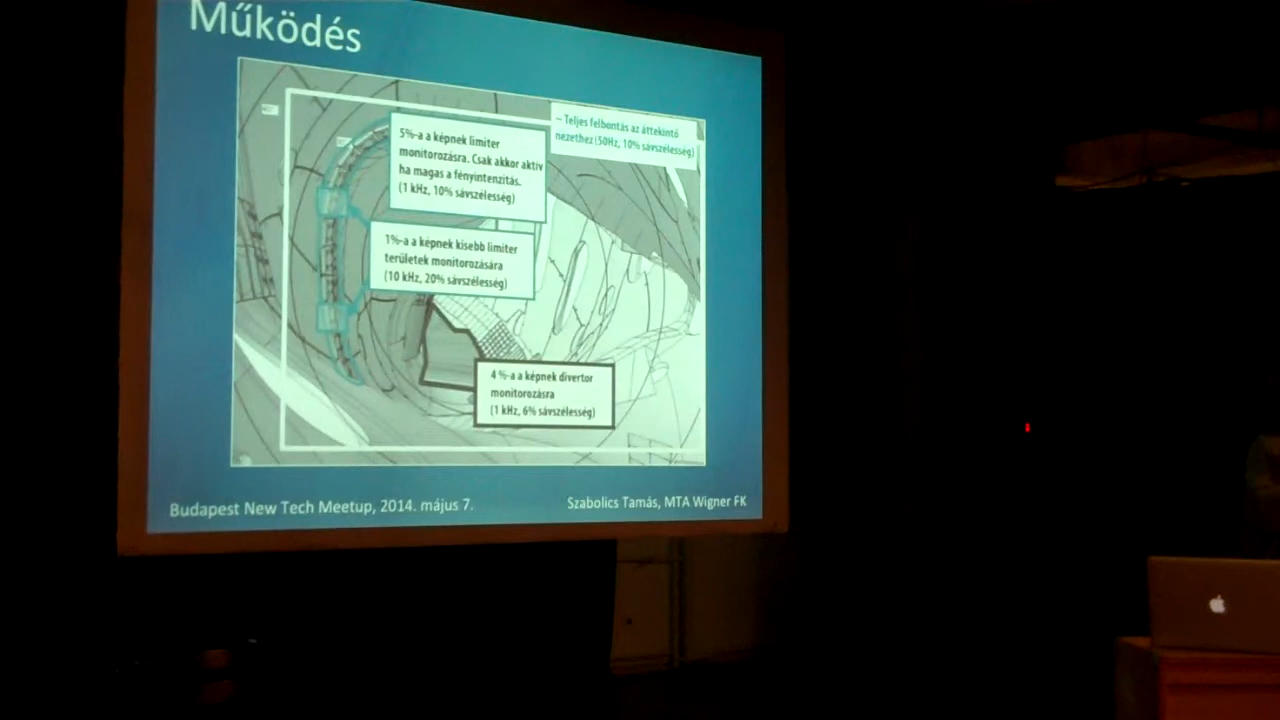 Működés
~ Teljes felbontás az áttekintő
nezethez (50Hz, 10% sávszélesség)
5%-a a képnek limiter
monitorozásra. Csak akkor aktív
ha magas a fényintenzitás.
(1 kHz, 10% sávszélesség)
1%-a a képnek kisebb limiter
területek monitorozására
(10 kHz, 20% sávszélesség)
4 %-a a képnek divertor
monitorozásra
(1 kHz, 6% sávszélesség)
Budapest New Tech Meetup, 2014. május 7.
Szabolics Tamás, MTA Wigner FK